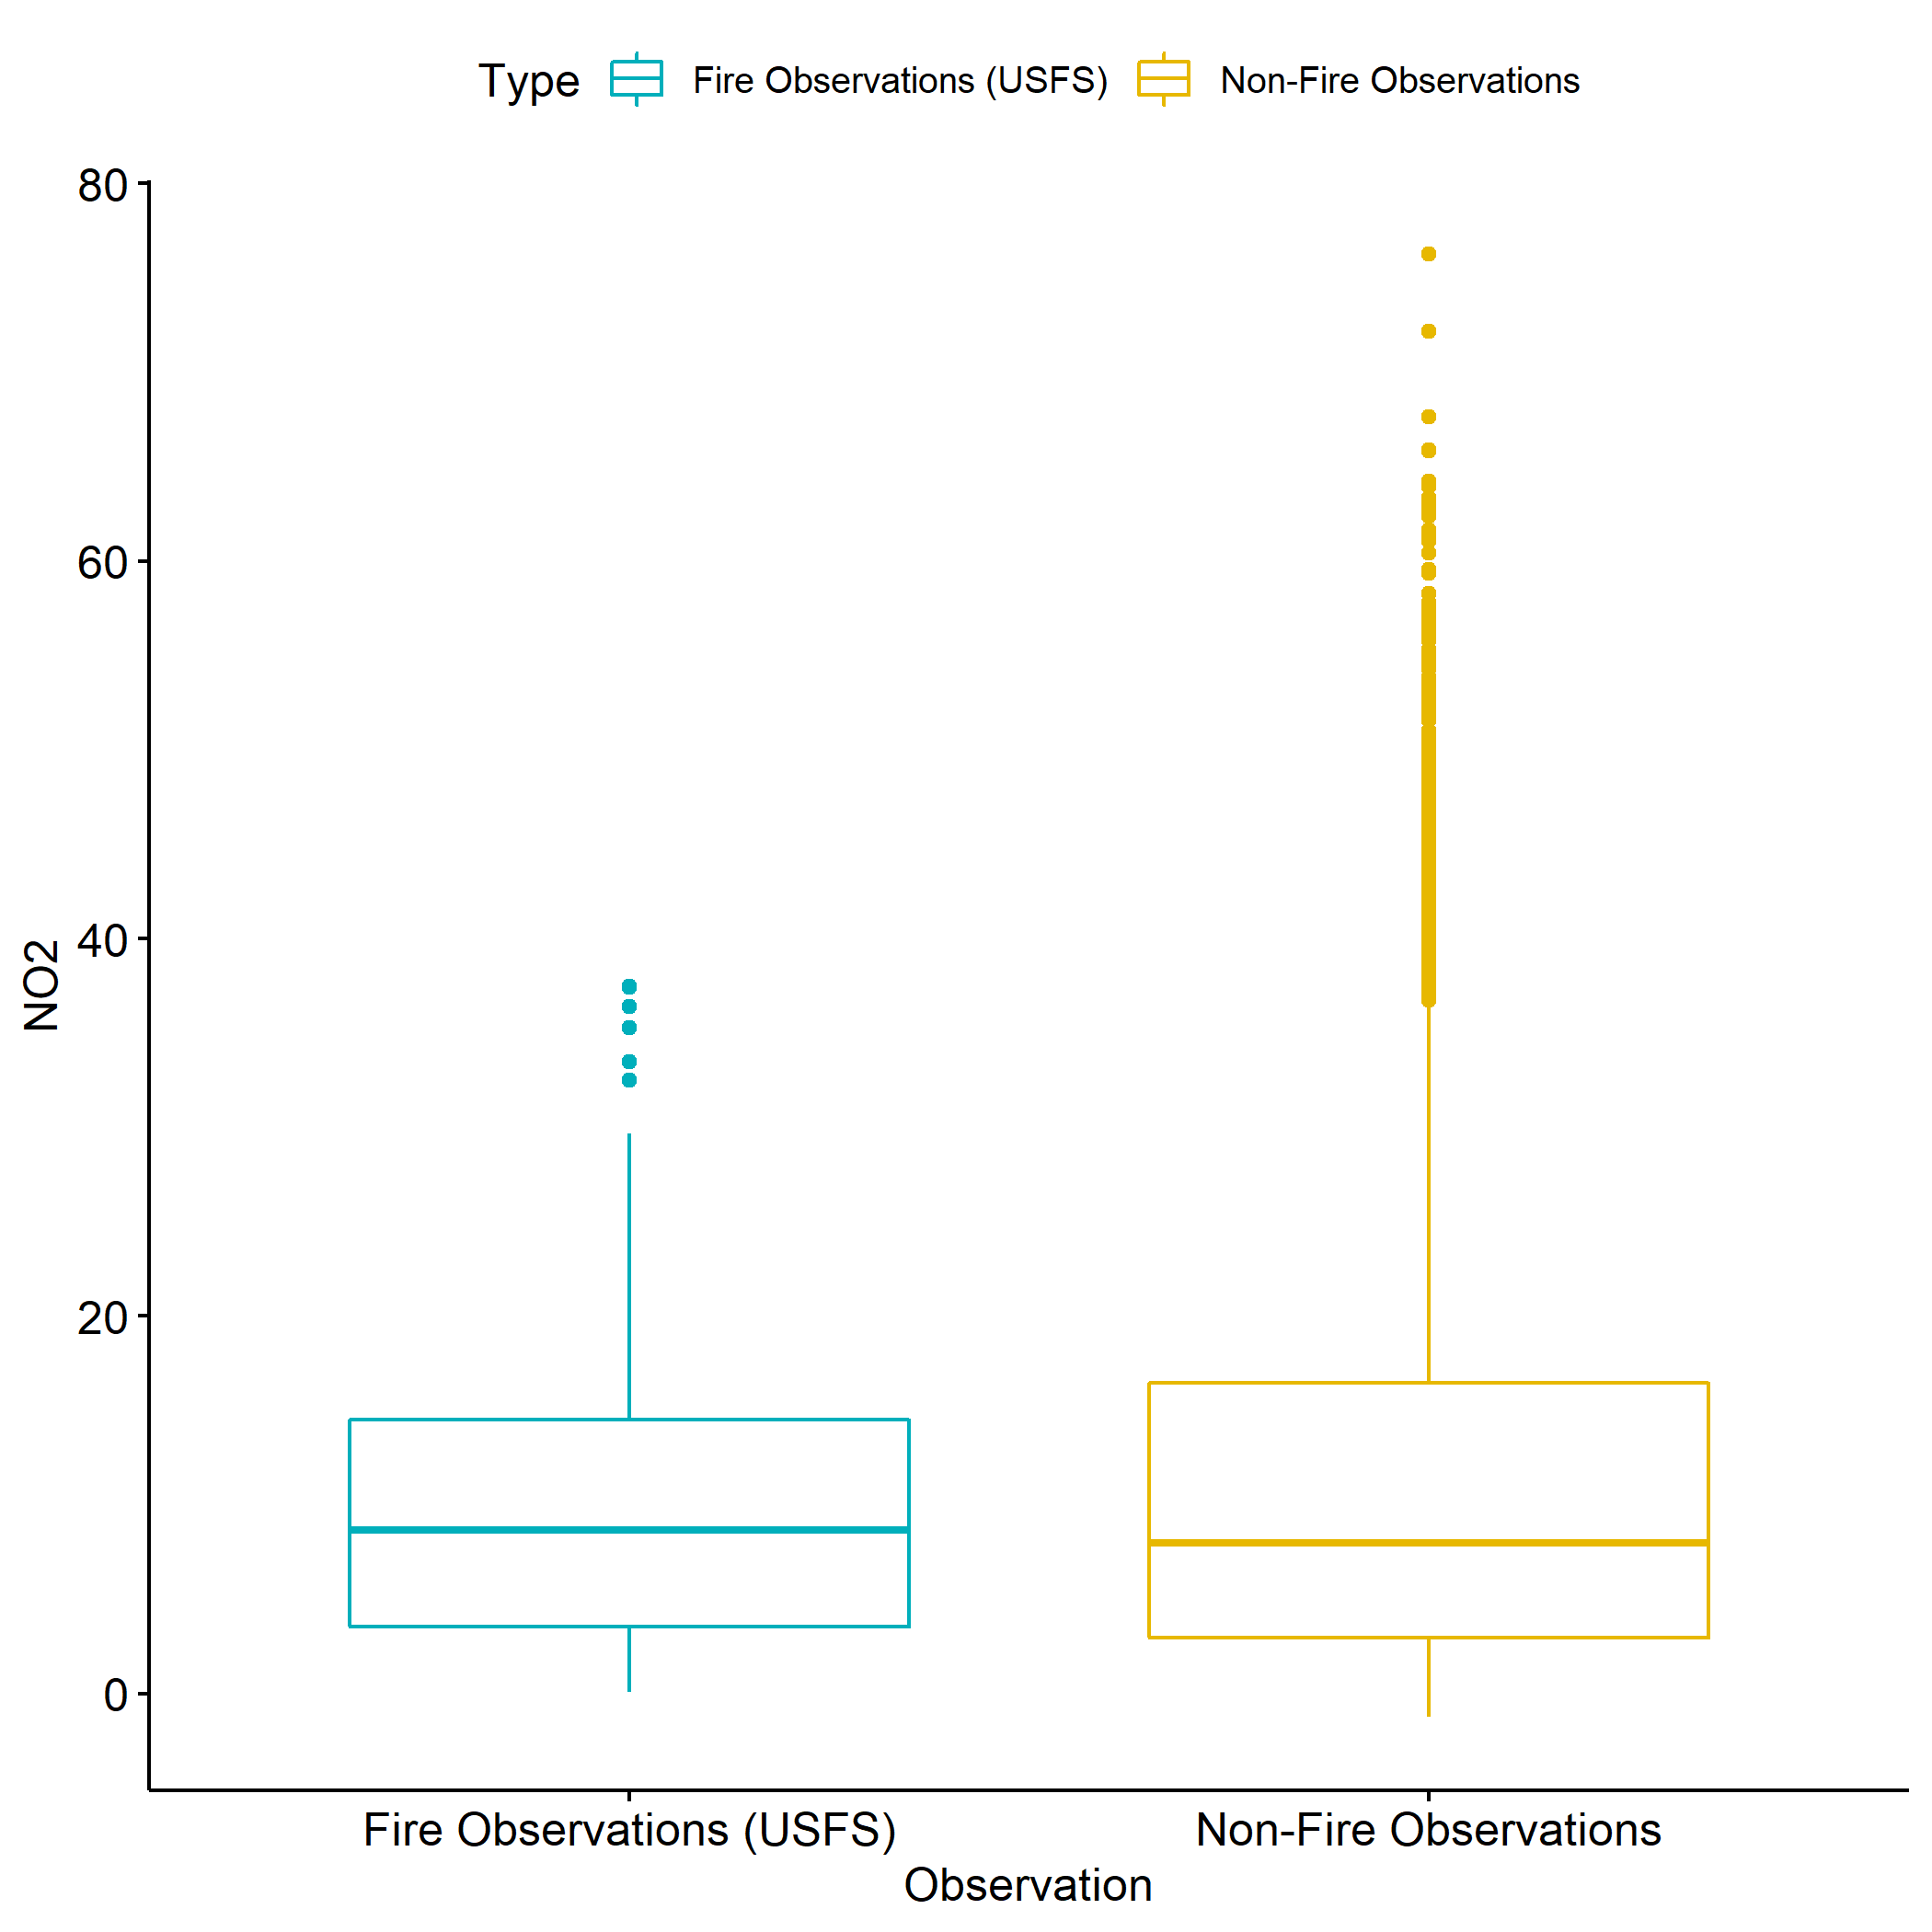 Type Fire Observations (USFS) Non-Fire Observations
80
60
40
20
0
NO2
Fire Observations (USFS) Non-Fire Observations
Observation